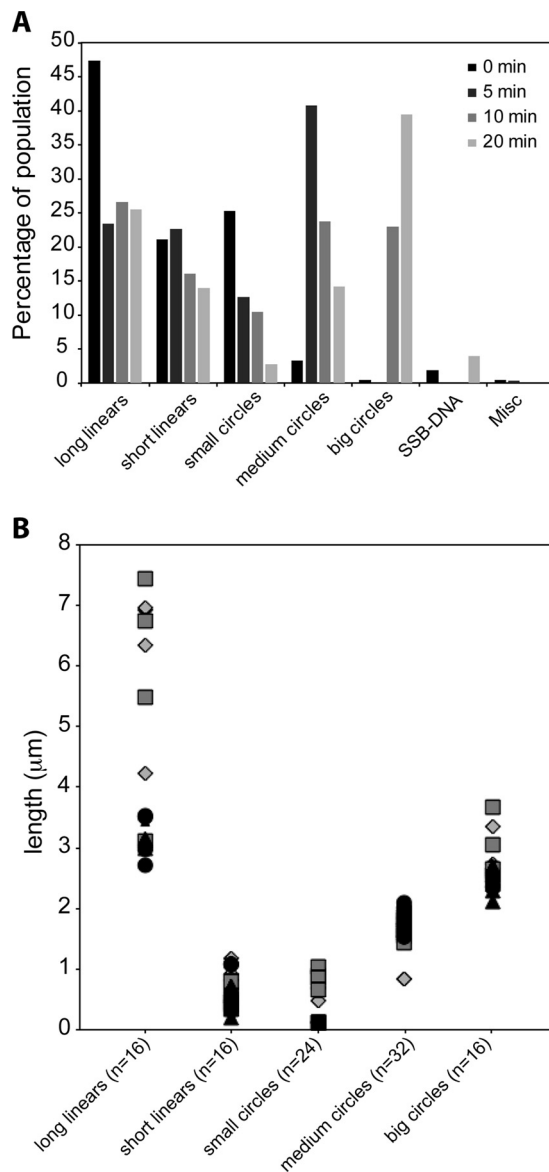 A
Percentage of population
50
45
40
35
30
25
20
15
10
5
0
0 min
5 min
10 min
20 min
long linears
short linears
small circles
medium circles
big circles
SSB-DNA
Misc
B
length (μm)
8
7
6
5
4
3
2
1
0
long linears (n=16)
short linears (n=16)
small circles (n=24)
medium circles (n=32)
big circles (n=16)